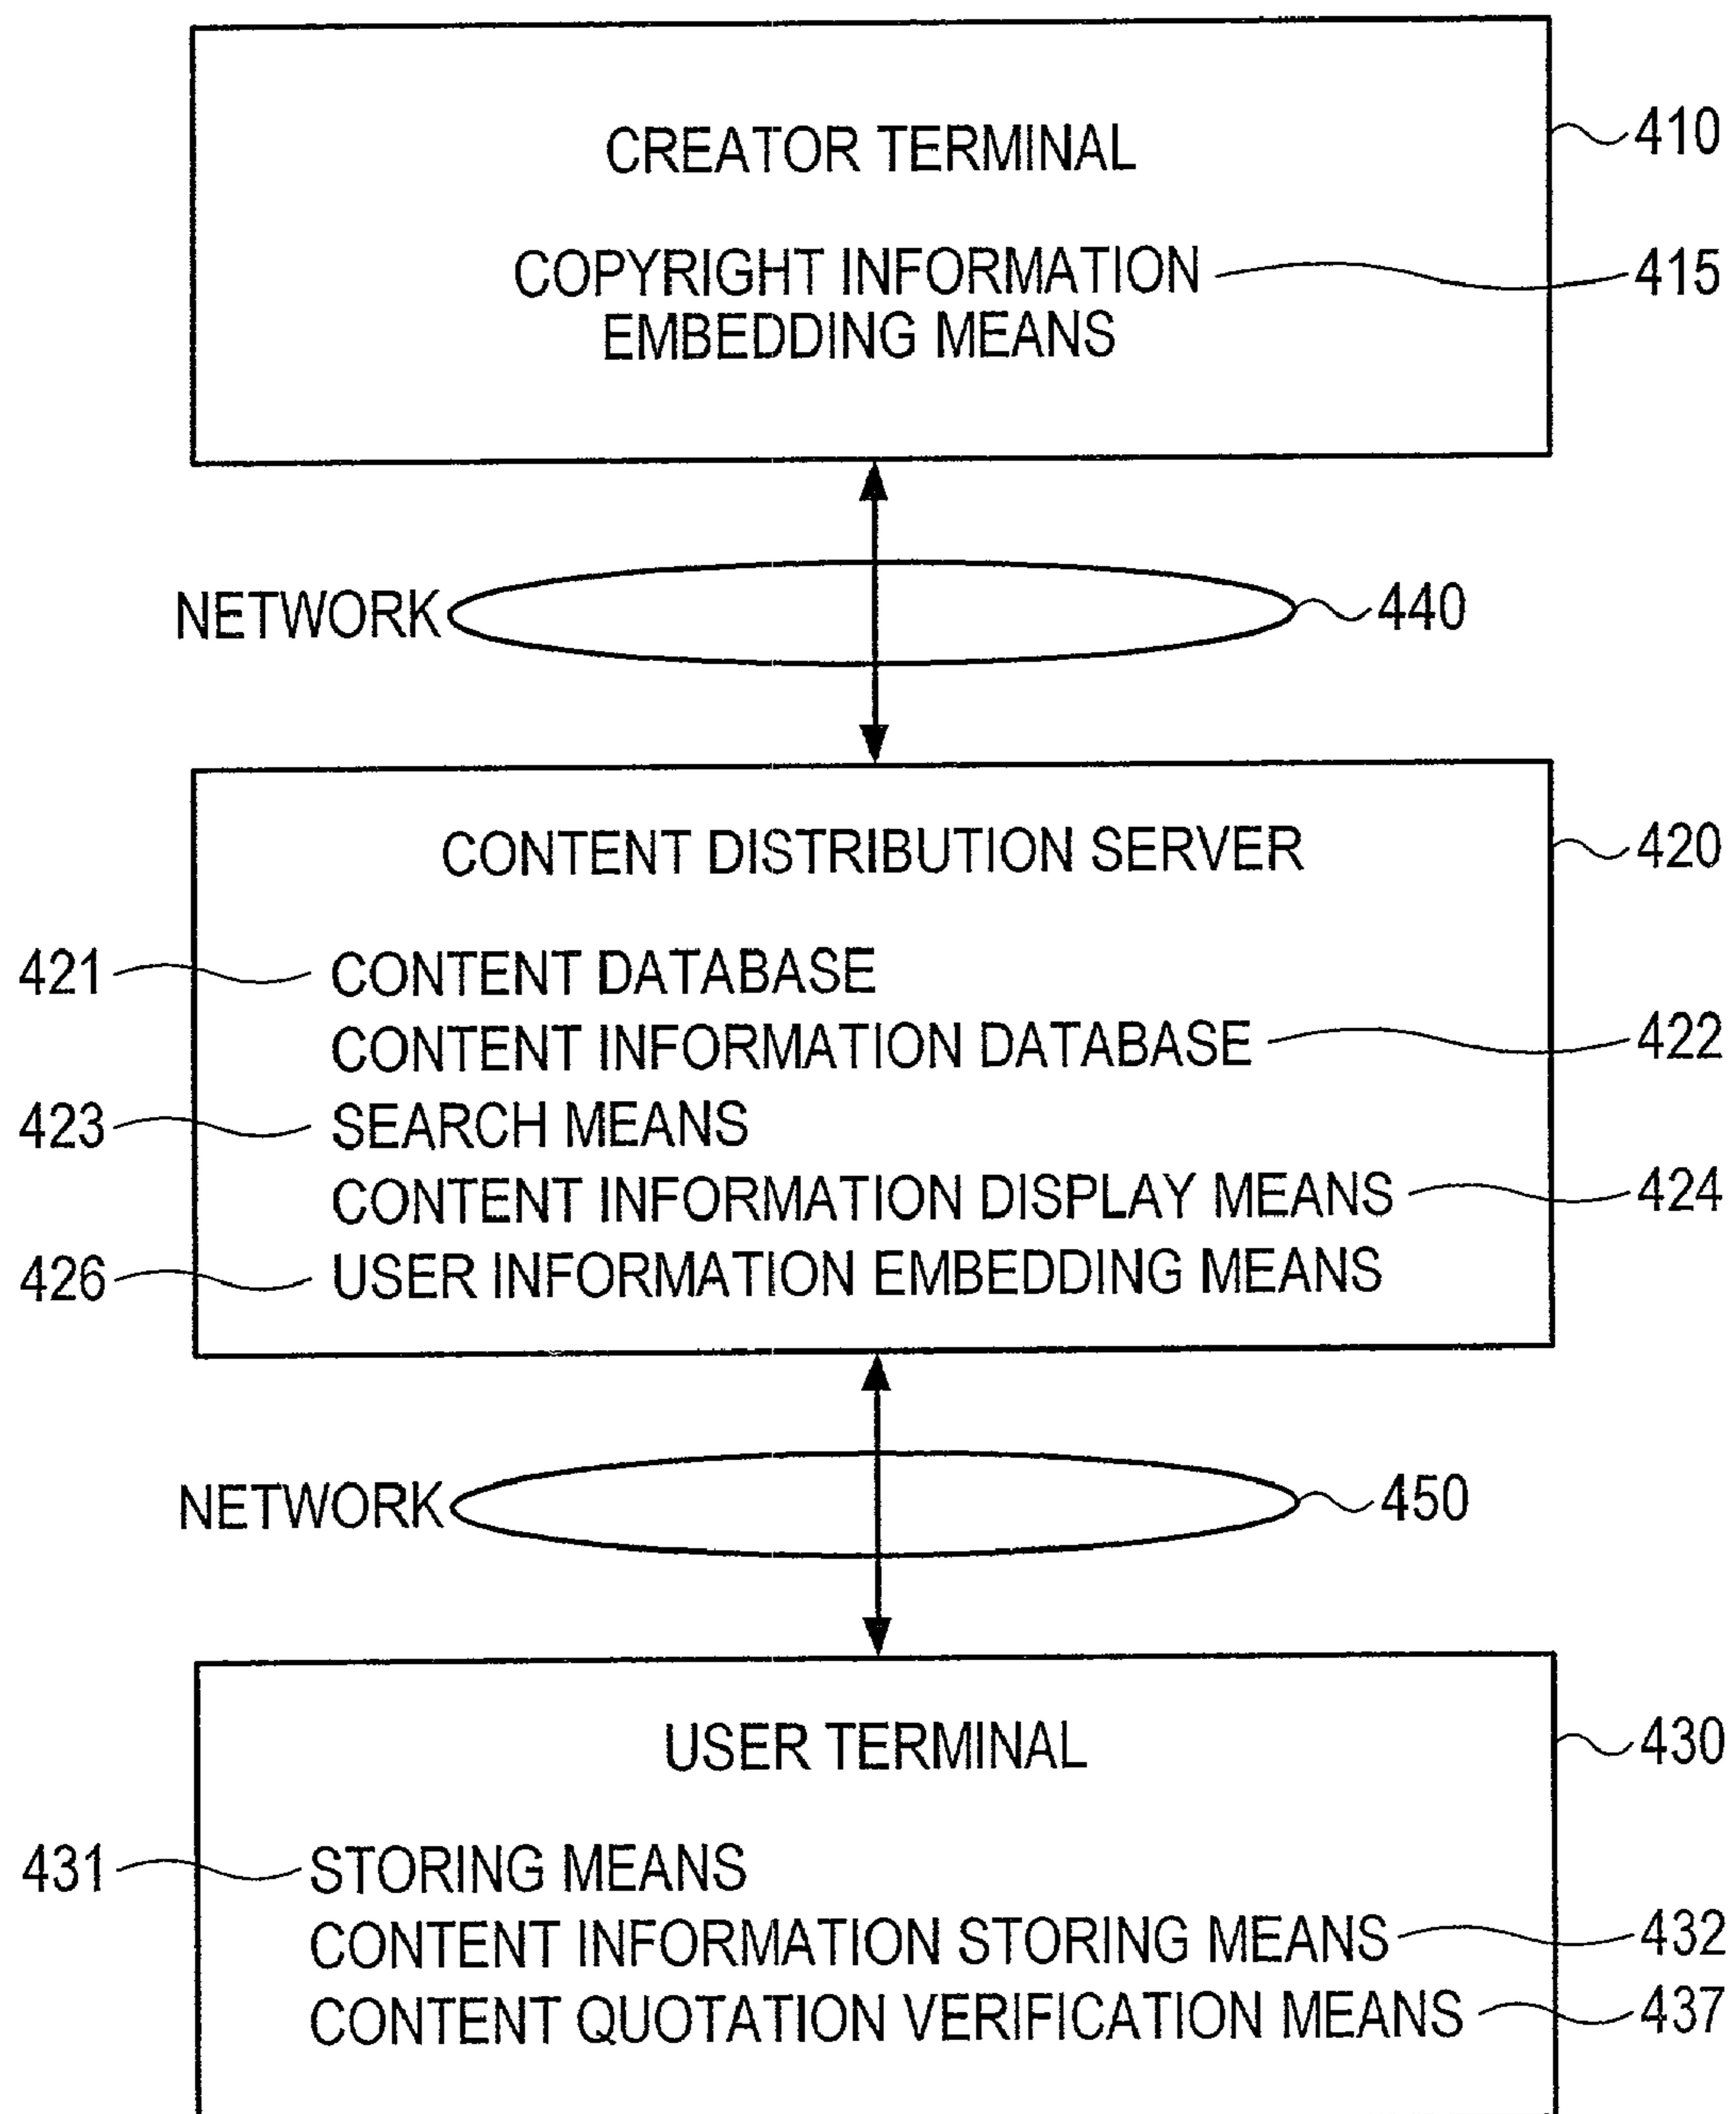 CREATOR TERMINAL
410
COPYRIGHT INFORMATION
415
EMBEDDING MEANS
NETWORK
440
CONTENT DISTRIBUTION SERVER
420
421
CONTENT DATABASE
CONTENT INFORMATION DATABASE
422
423
SEARCH MEANS
CONTENT INFORMATION DISPLAY MEANS
424
426
USER INFORMATION EMBEDDING MEANS
NETWORK
450
USER TERMINAL
430
431
STORING MEANS
CONTENT INFORMATION STORING MEANS
432
CONTENT QUOTATION VERIFICATION MEANS
437